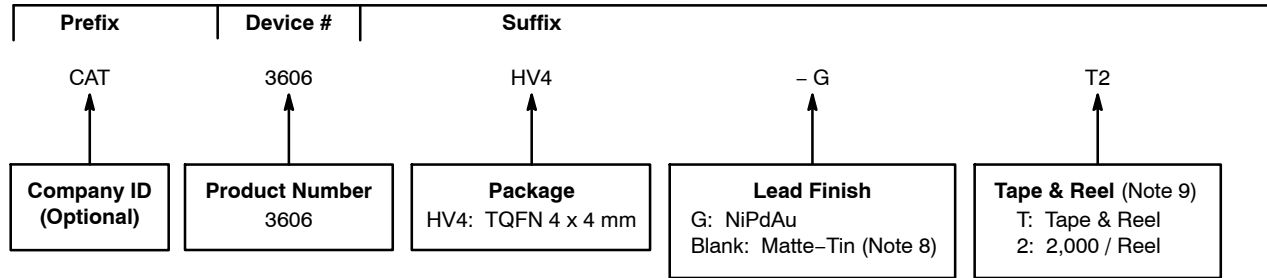 Prefix Device # Suffix
CAT 3606 HV4 – G T2
Company ID
(Optional)
Product Number
3606
Package
HV4: TQFN 4 x 4 mm
Lead Finish
G: NiPdAu
Blank: Matte−Tin (Note 8)
Tape & Reel (Note 9)
T: Tape & Reel
2: 2,000 / Reel